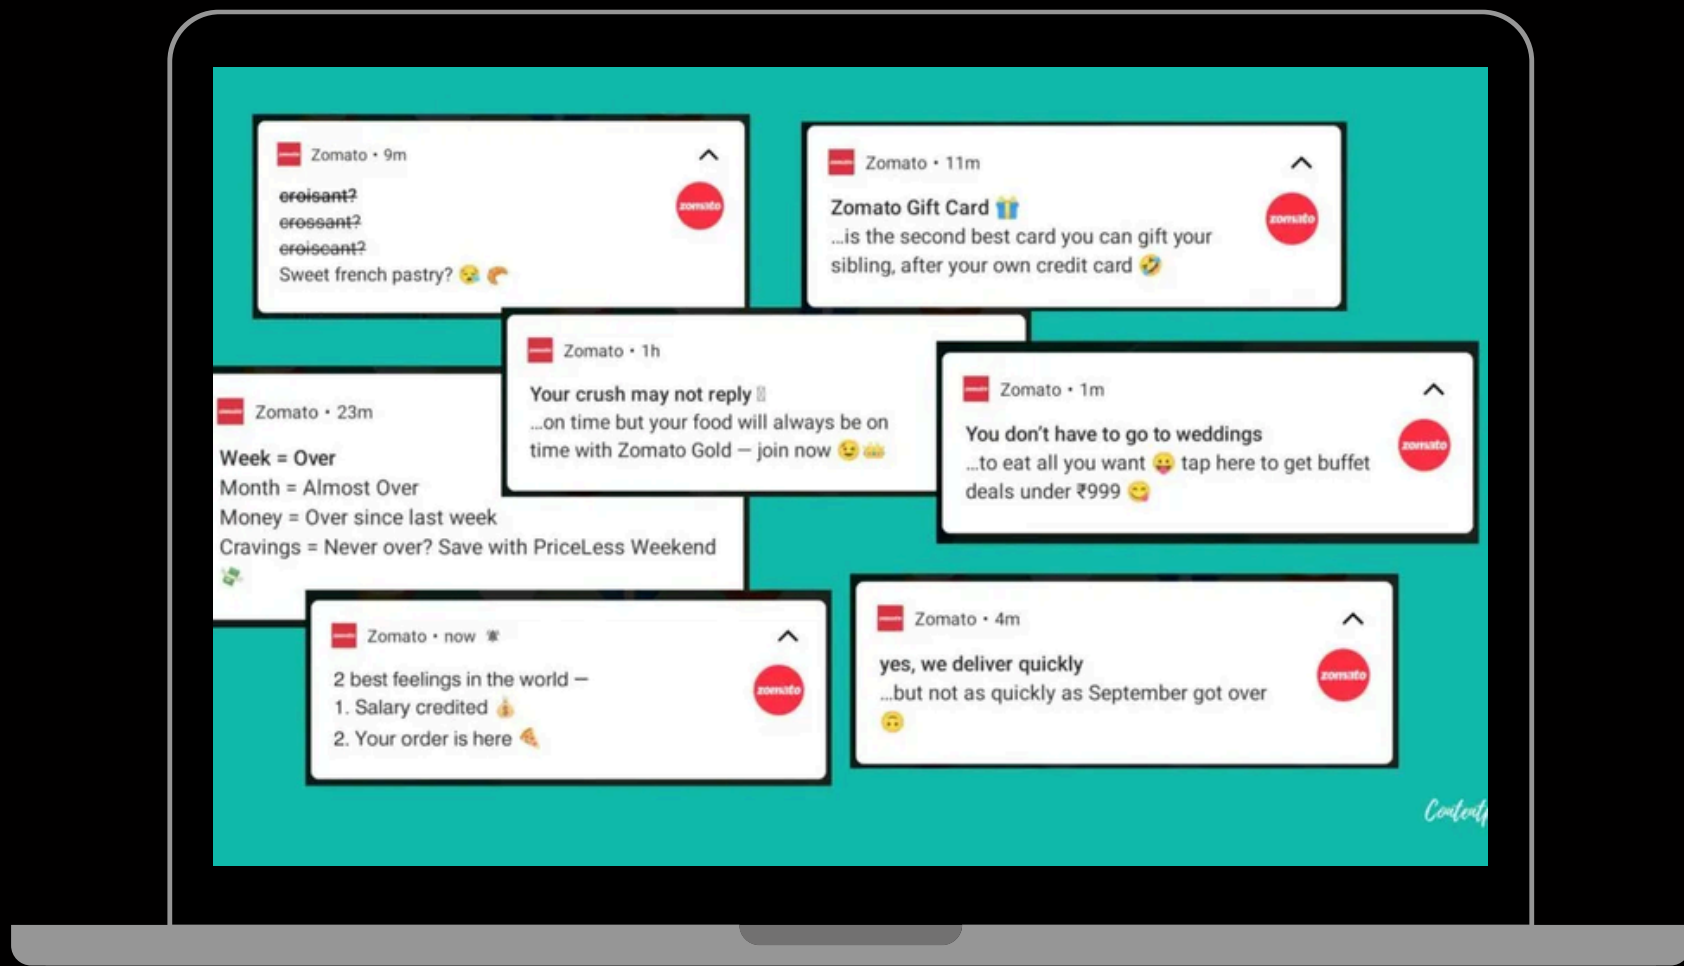 Zomato • 9m
croisant?
crossant?
croiscant?
Sweet french pastry? 😪 🥐
zomato
Zomato • 11m
Zomato Gift Card 🎁
...is the second best card you can gift your
sibling, after your own credit card 🤣
zomato
Zomato • 1h
Your crush may not reply
...on time but your food will always be on
time with Zomato Gold – join now 😉👑
Zomato • 1m
You don't have to go to weddings
...to eat all you want 😛 tap here to get buffet
deals under ₹999 😋
zomato
Zomato • 23m
Week = Over
Month = Almost Over
Money = Over since last week
Cravings = Never over? Save with PriceLess Weekend
💸
Zomato • now
2 best feelings in the world –
1. Salary credited 💰
2. Your order is here 🍕
zomato
Zomato • 4m
yes, we deliver quickly
...but not as quickly as September got over
🙃
zomato